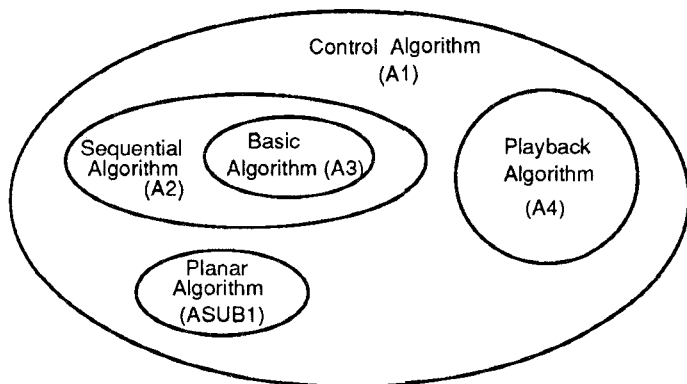 Control Algorithm
(A1)
Sequential
Algorithm
(A2)
Basic
Algorithm (A3)
Playback
Algorithm
(A4)
Planar
Algorithm
(ASUB1)